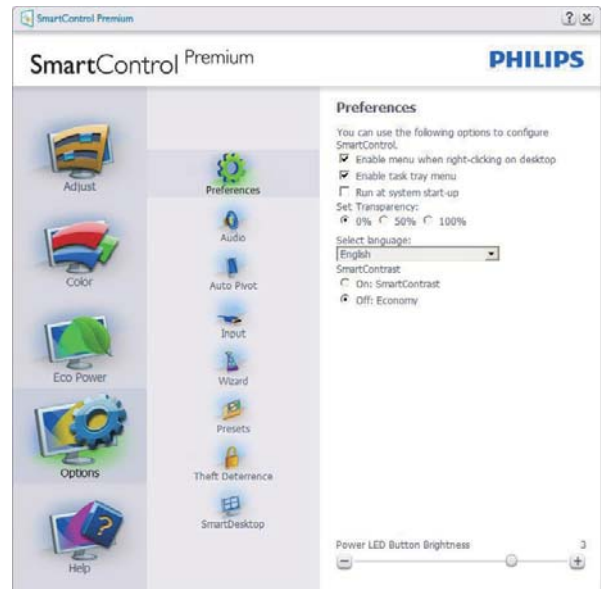 SmartControl Premium
SmartControl Premium
PHILIPS
Adjust
Color
Eco Power
Options
Help
Preferences
Audio
Auto Pivot
Input
Wizard
Presets
Theft Deterrence
SmartDesktop
Preferences
You can use the following options to configure
SmartControl.
Enable menu when right-clicking on desktop
Enable task tray menu
Run at system start-up
Set Transparency:
0% 50% 100%
Select language:
English
SmartContrast
On: SmartContrast
Off: Economy
Power LED Button Brightness 3